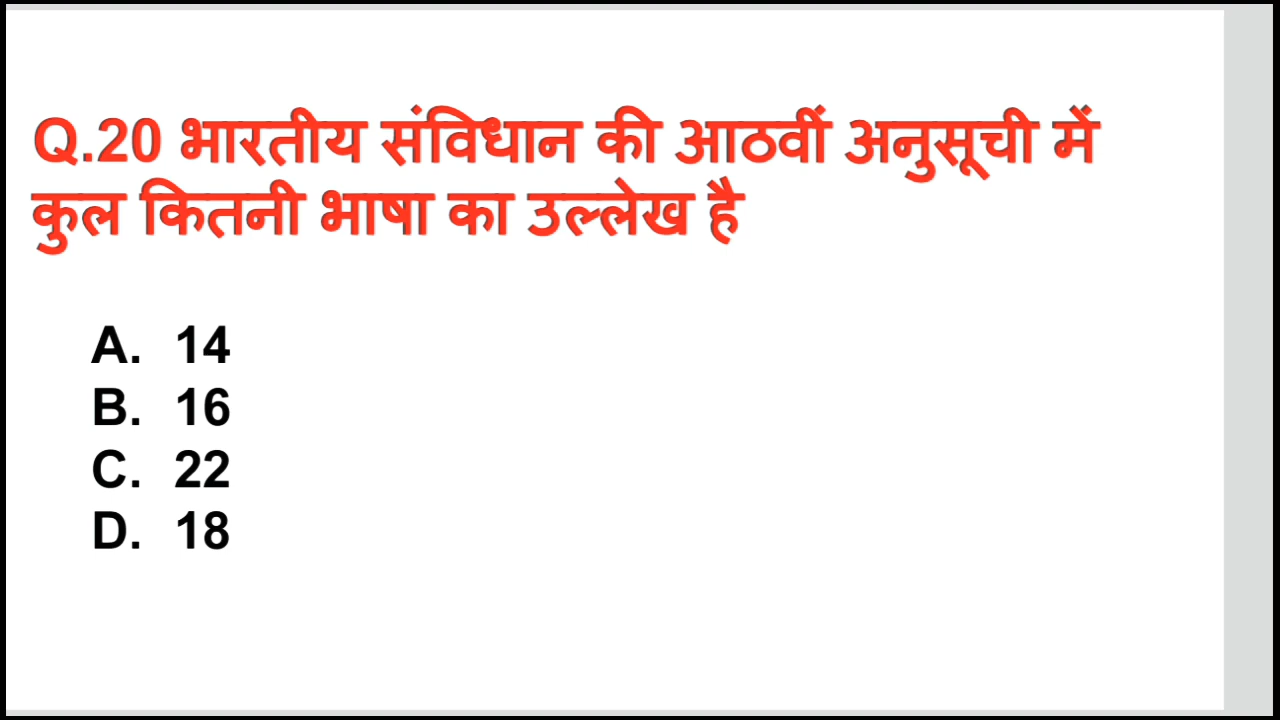 Q.20 भारतीय संविधान की आठवीं अनुसूची में
कुल कितनी भाषा का उल्लेख है
A. 14
B. 16
C. 22
D. 18